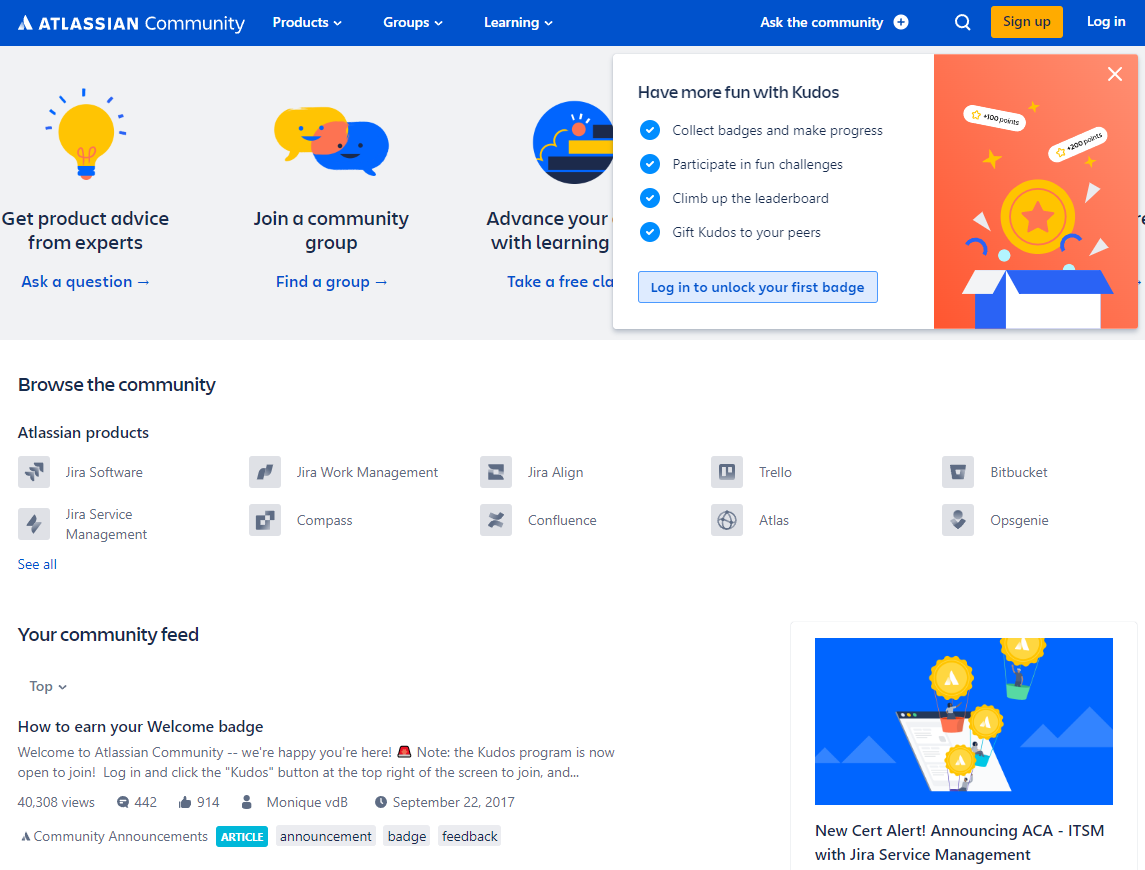 ATLASSIAN Community
Products
Groups
Learning
Ask the community
Sign up
Log in
Get product advice
from experts
Ask a question →
Join a community
group
Find a group →
Advance your
with learning
Take a free
Have more fun with Kudos
Collect badges and make progress
Participate in fun challenges
Climb up the leaderboard
Gift Kudos to your peers
Log in to unlock your first badge
+100 points
+200 points
Browse the community
Atlassian products
Jira Software
Jira Work Management
Jira Align
Trello
Bitbucket
Jira Service
Management
Compass
Confluence
Atlas
Opsgenie
See all
Your community feed
Top
How to earn your Welcome badge
Welcome to Atlassian Community -- we're happy you're here! 🚨 Note: the Kudos program is now
open to join! Log in and click the "Kudos" button at the top right of the screen to join, and...
40,308 views 442 914 Monique vdB September 22, 2017
Community Announcements ARTICLE announcement badge feedback
New Cert Alert! Announcing ACA - ITSM
with Jira Service Management